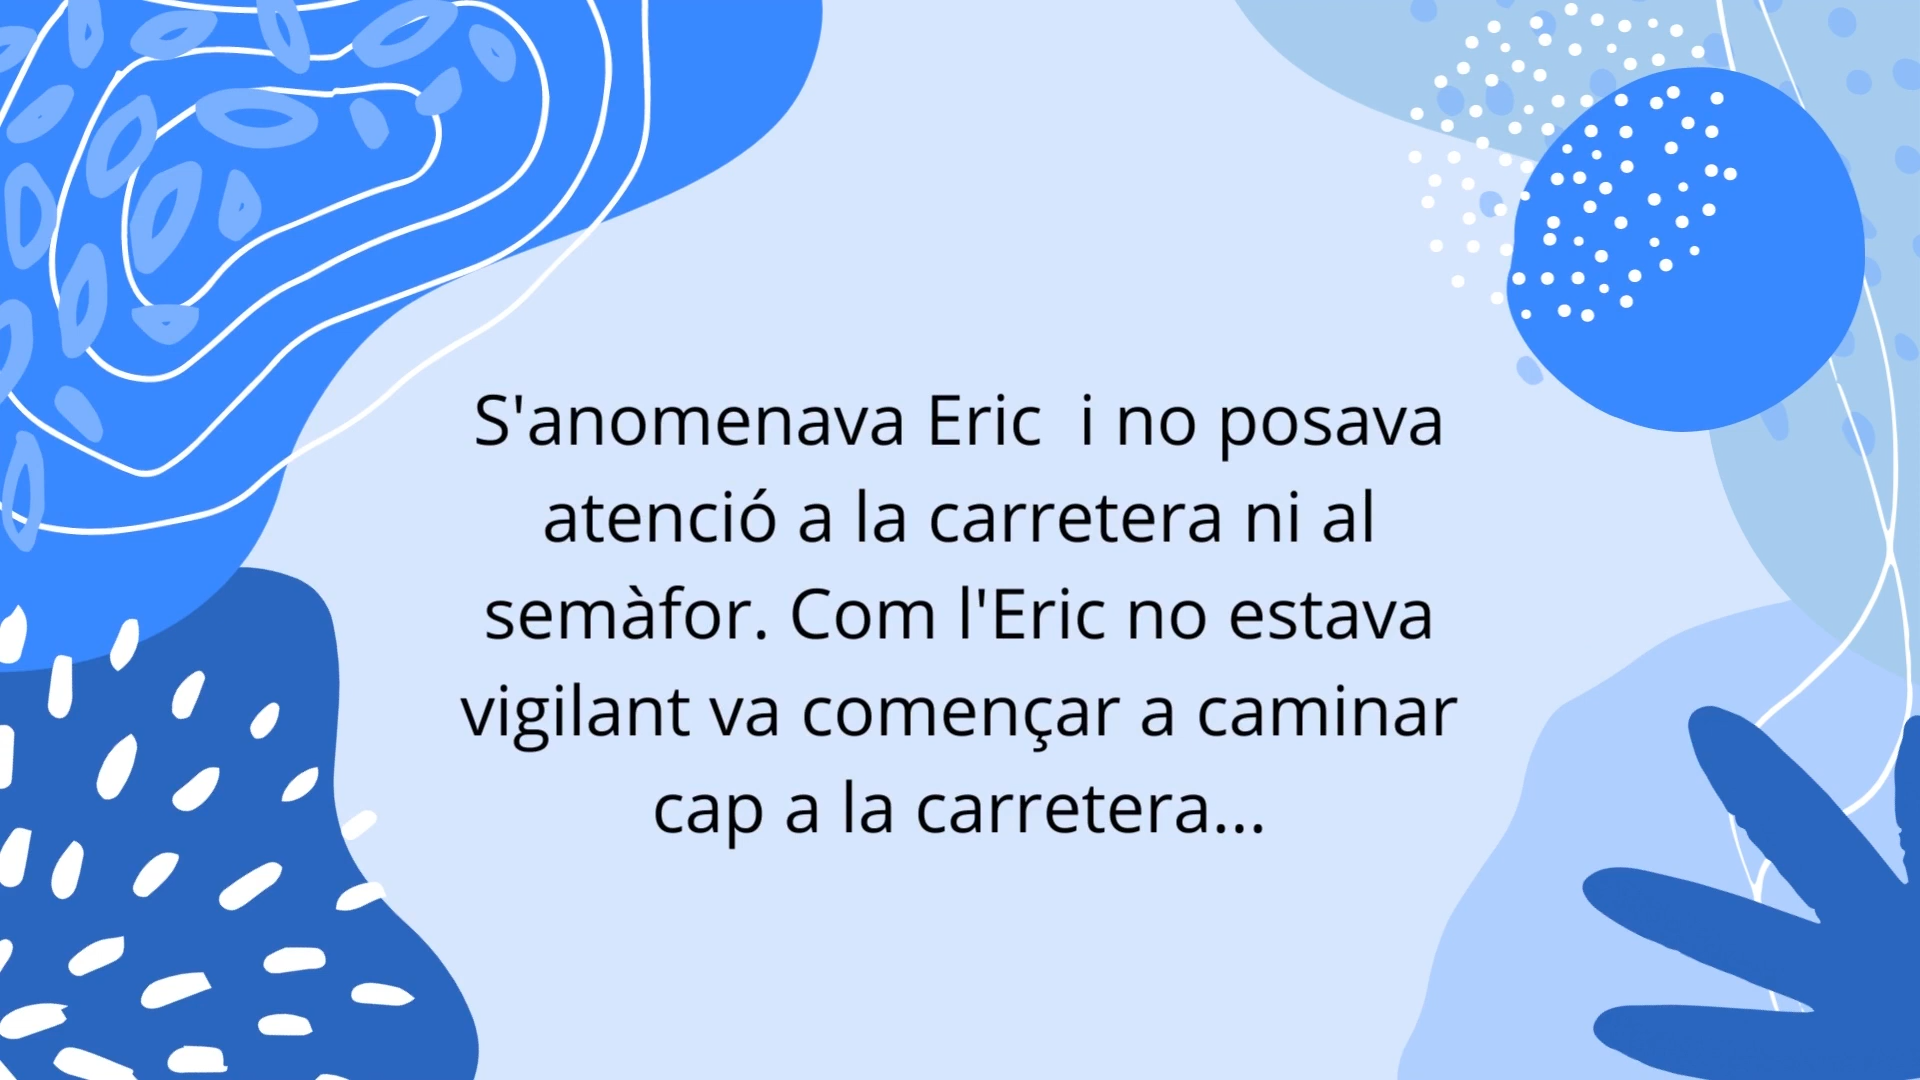 S'anomenava Eric  i no posava
atenció a la carretera ni al
semàfor. Com l'Eric no estava
vigilant va començar a caminar
cap a la carretera...